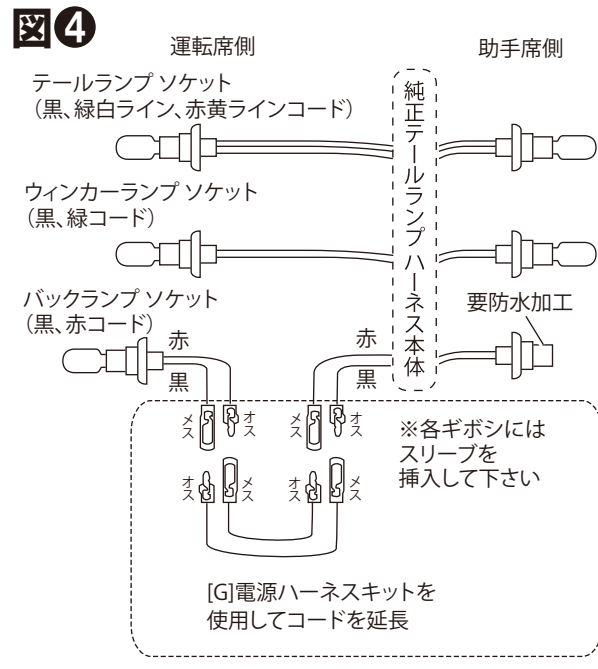 図❹
運転席側
助手席側
テールランプ ソケット
（黒、緑白ライン、赤黄ラインコード）
純正テールランプハーネス本体
ウィンカーランプ ソケット
（黒、緑コード）
バックランプ ソケット
（黒、赤コード）
要防水加工
赤
黒
赤
黒
メス
オス
メス
オス
※各ギボシには
スリーブを
挿入して下さい
オス
メス
オス
メス
[G]電源ハーネスキットを
使用してコードを延長